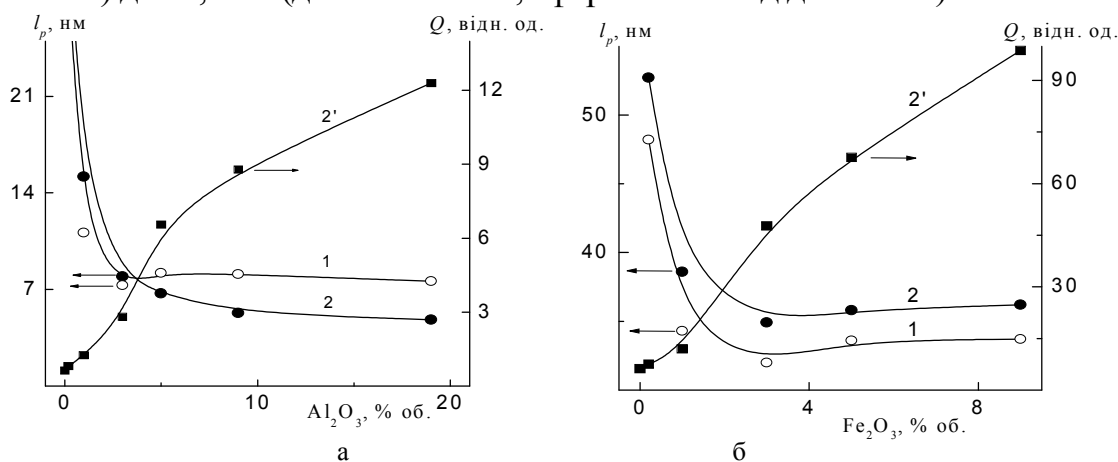 l_p, нм Q, відн. од.
21
14
7
12
9
6
3
2'
1
2
0 10 20
Al₂O₃, % об.
а
l_p, нм Q, відн. од.
50
40
90
60
30
2'
2
1
0 4 8
Fe₂O₃, % об.
б